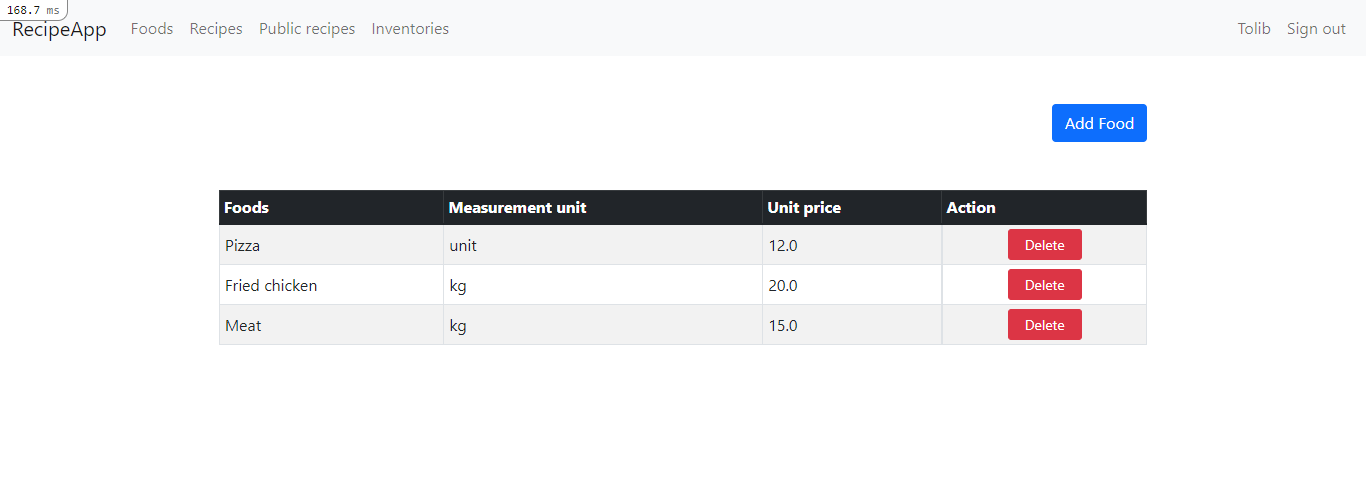 168.7 ms
RecipeApp Foods Recipes Public recipes Inventories Tolib Sign out
Add Food
Foods Measurement unit Unit price Action
Pizza unit 12.0 Delete
Fried chicken kg 20.0 Delete
Meat kg 15.0 Delete